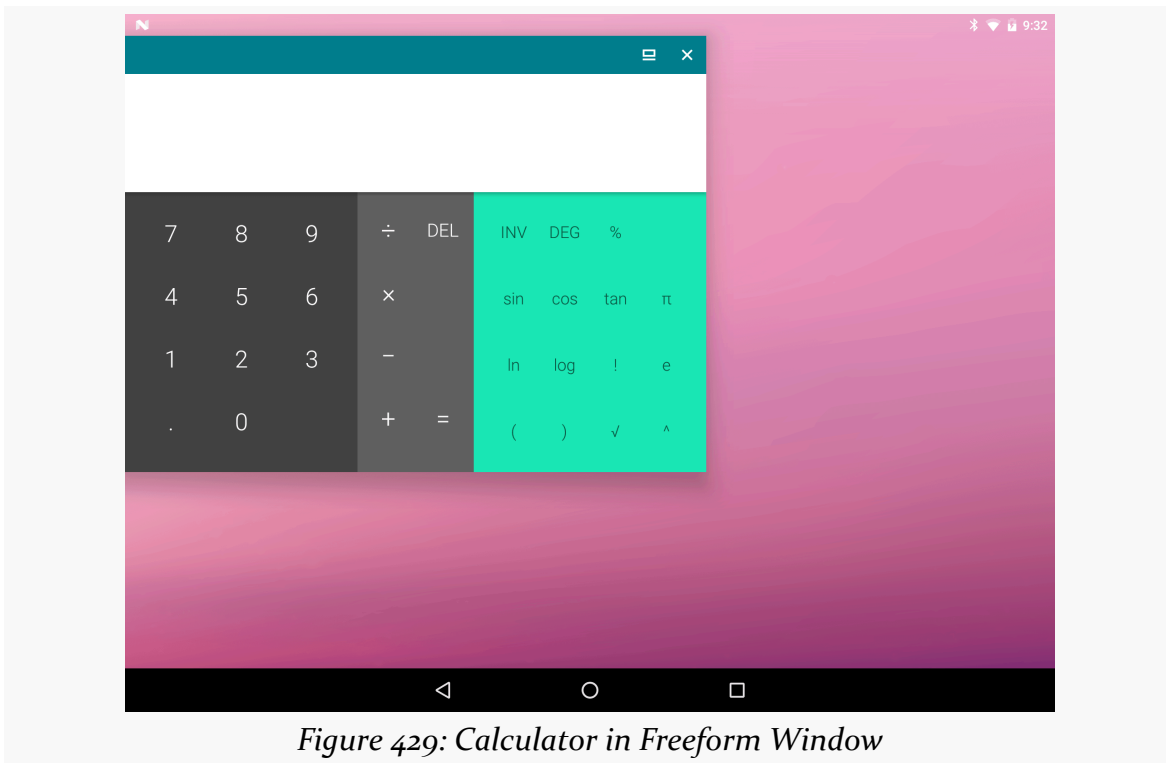 9:32
7 8 9 ÷ DEL INV DEG %
4 5 6 × sin cos tan π
1 2 3 − ln log ! e
. 0 + = ( ) √ ^
Figure 429: Calculator in Freeform Window